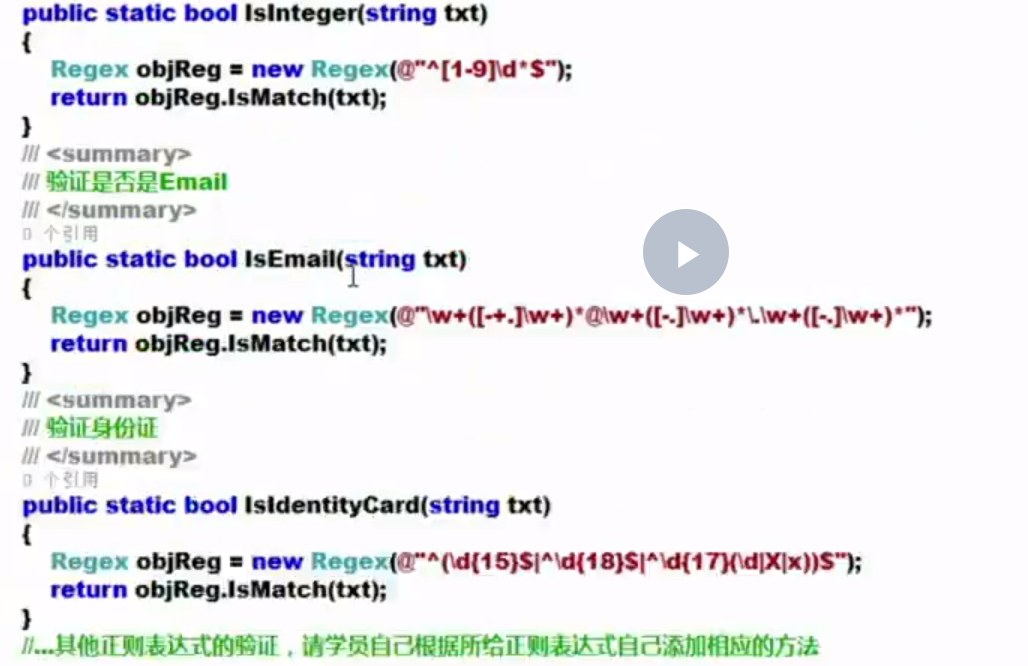 public static bool IsInteger(string txt)
{
Regex objReg = new Regex(@"^[1-9]\d*$");
return objReg.IsMatch(txt);
}
/// <summary>
/// 验证是否是Email
/// </summary>
0 个引用
public static bool IsEmail(string txt)
{
Regex objReg = new Regex(@"\w+([-+.]\w+)*@\w+([-.]\w+)*\.\w+([-.]\w+)*");
return objReg.IsMatch(txt);
}
/// <summary>
/// 验证身份证
/// </summary>
0 个引用
public static bool IsIdentityCard(string txt)
{
Regex objReg = new Regex(@"^(\d{15}$|^\d{18}$|^\d{17}(\d|X|x))$");
return objReg.IsMatch(txt);
}
//...其他正则表达式的验证，请学员自己根据所给正则表达式自己添加相应的方法